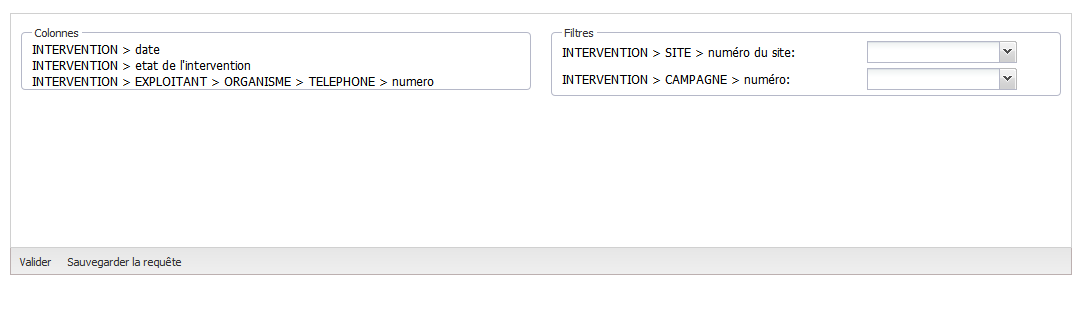 Colonnes
INTERVENTION > date
INTERVENTION > etat de l'intervention
INTERVENTION > EXPLOITANT > ORGANISME > TELEPHONE > numero
Filtres
INTERVENTION > SITE > numéro du site:
INTERVENTION > CAMPAGNE > numéro:
Valider
Sauvegarder la requête